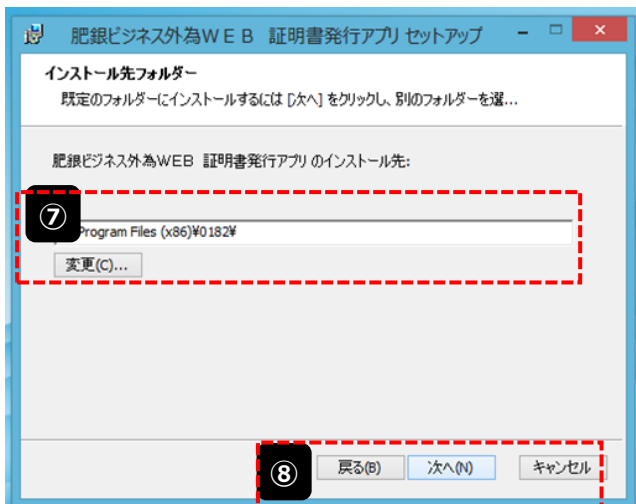 肥銀ビジネス外為ＷＥＢ 証明書発行アプリ セットアップ
インストール先フォルダー
既定のフォルダーにインストールするには [次へ] をクリックし、別のフォルダーを選...
肥銀ビジネス外為WEB 証明書発行アプリ のインストール先:
⑦
Program Files (x86)¥0182¥
変更(C)...
⑧
戻る(B)
次へ(N)
キャンセル